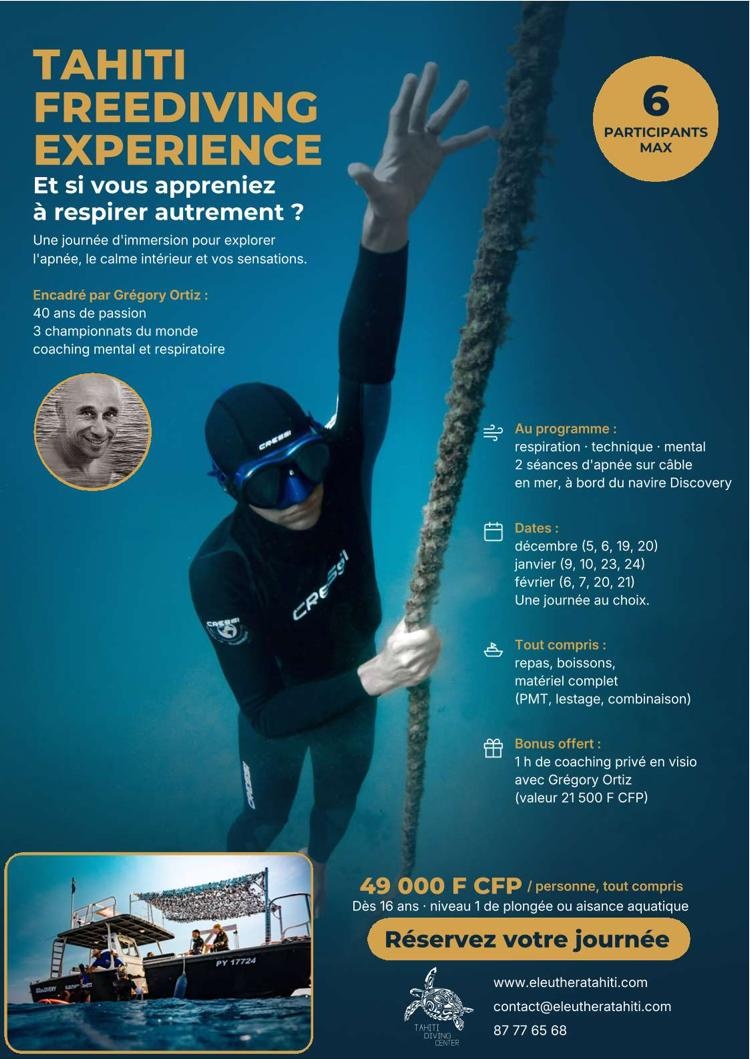 TAHITI
FREEDIVING
EXPERIENCE
Et si vous appreniez
à respirer autrement ?
Une journée d'immersion pour explorer
l'apnée, le calme intérieur et vos sensations.
Encadré par Grégory Ortiz :
40 ans de passion
3 championnats du monde
coaching mental et respiratoire
6
PARTICIPANTS
MAX
CRESSI
CRESSI
CRESSI
CRESSI
Au programme :
respiration · technique · mental
2 séances d'apnée sur câble
en mer, à bord du navire Discovery
Dates :
décembre (5, 6, 19, 20)
janvier (9, 10, 23, 24)
février (6, 7, 20, 21)
Une journée au choix.
Tout compris :
repas, boissons,
matériel complet
(PMT, lestage, combinaison)
Bonus offert :
1 h de coaching privé en visio
avec Grégory Ortiz
(valeur 21 500 F CFP)
PY 17724
49 000 F CFP / personne, tout compris
Dès 16 ans · niveau 1 de plongée ou aisance aquatique
Réservez votre journée
TAHITI
DIVING
CENTER
www.eleutheratahiti.com
contact@eleutheratahiti.com
87 77 65 68